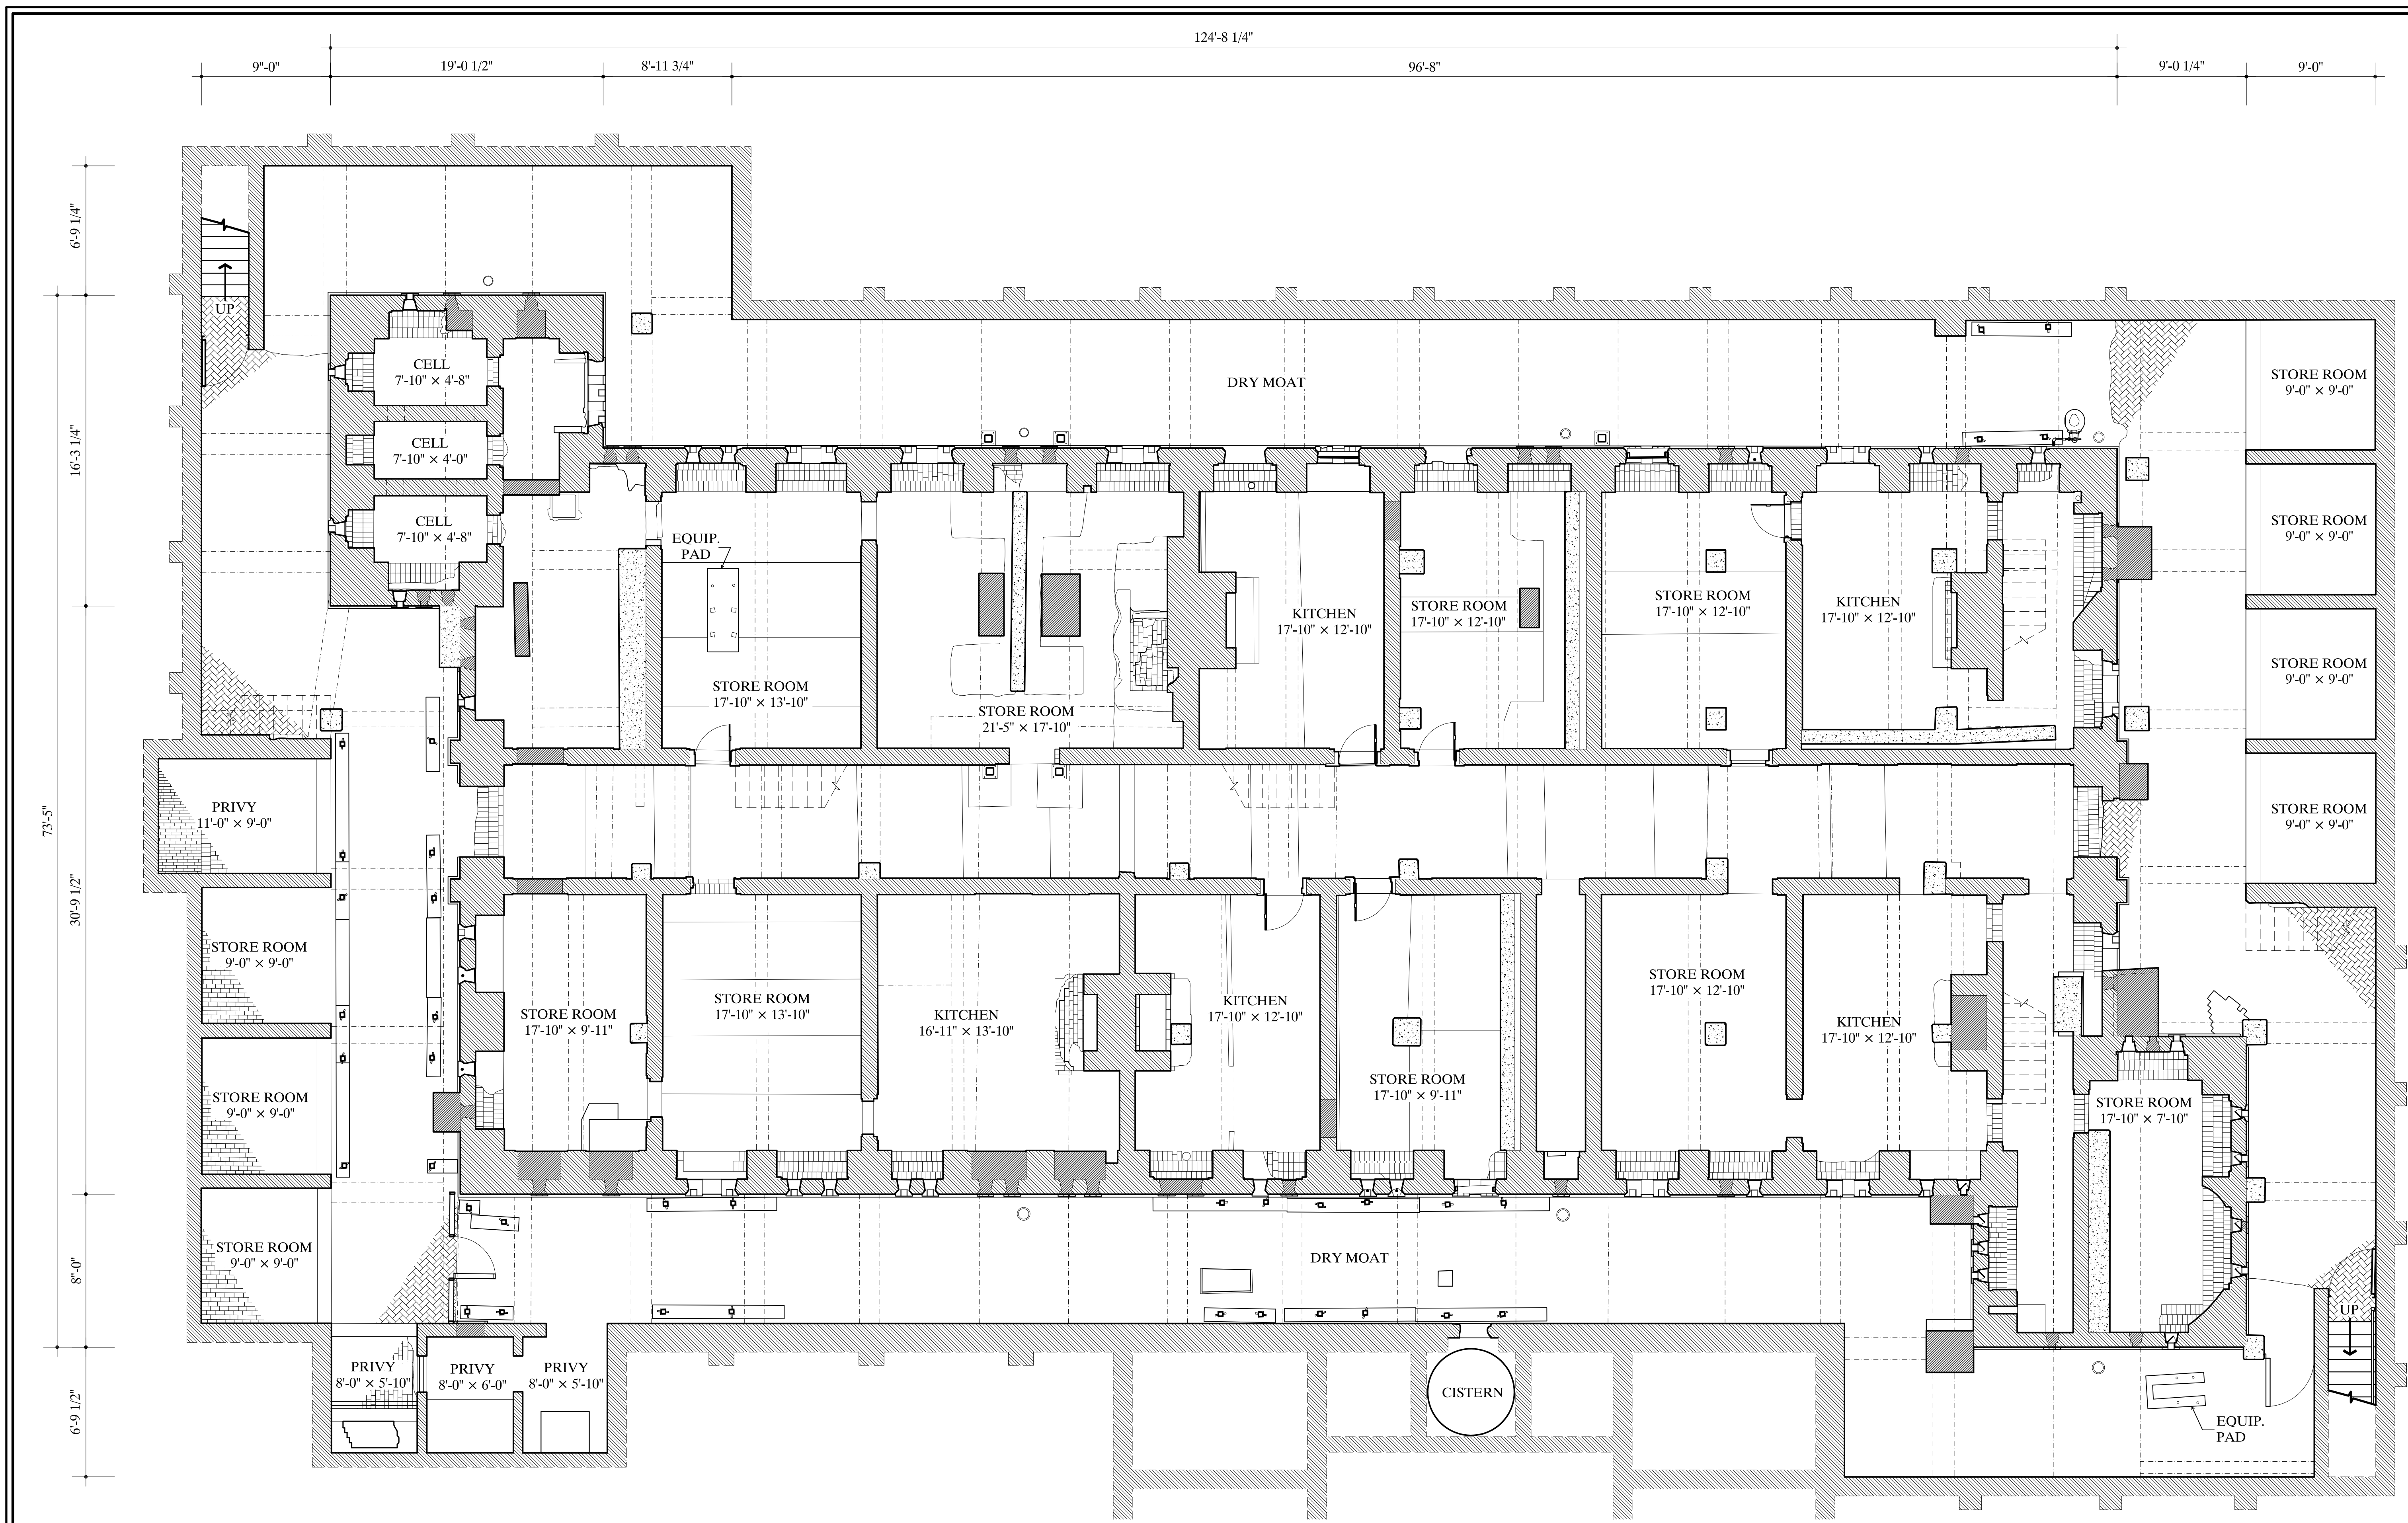 124'-8 1/4"
9"-0"
19'-0 1/2"
8'-11 3/4"
96'-8"
9'-0 1/4"
9'-0"
6'-9 1/4"
16'-3 1/4"
73'-5"
30'-9 1/2"
8"-0"
6'-9 1/2"
UP
CELL
7'-10" × 4'-8"
CELL
7'-10" × 4'-0"
CELL
7'-10" × 4'-8"
DRY MOAT
STORE ROOM
9'-0" × 9'-0"
STORE ROOM
9'-0" × 9'-0"
STORE ROOM
9'-0" × 9'-0"
STORE ROOM
9'-0" × 9'-0"
EQUIP.
PAD
STORE ROOM
17'-10" × 13'-10"
STORE ROOM
21'-5" × 17'-10"
KITCHEN
17'-10" × 12'-10"
STORE ROOM
17'-10" × 12'-10"
STORE ROOM
17'-10" × 12'-10"
KITCHEN
17'-10" × 12'-10"
PRIVY
11'-0" × 9'-0"
STORE ROOM
9'-0" × 9'-0"
STORE ROOM
9'-0" × 9'-0"
STORE ROOM
9'-0" × 9'-0"
STORE ROOM
17'-10" × 9'-11"
STORE ROOM
17'-10" × 13'-10"
KITCHEN
16'-11" × 13'-10"
KITCHEN
17'-10" × 12'-10"
STORE ROOM
17'-10" × 9'-11"
STORE ROOM
17'-10" × 12'-10"
KITCHEN
17'-10" × 12'-10"
STORE ROOM
17'-10" × 7'-10"
DRY MOAT
UP
PRIVY
8'-0" × 5'-10"
PRIVY
8'-0" × 6'-0"
PRIVY
8'-0" × 5'-10"
CISTERN
EQUIP.
PAD